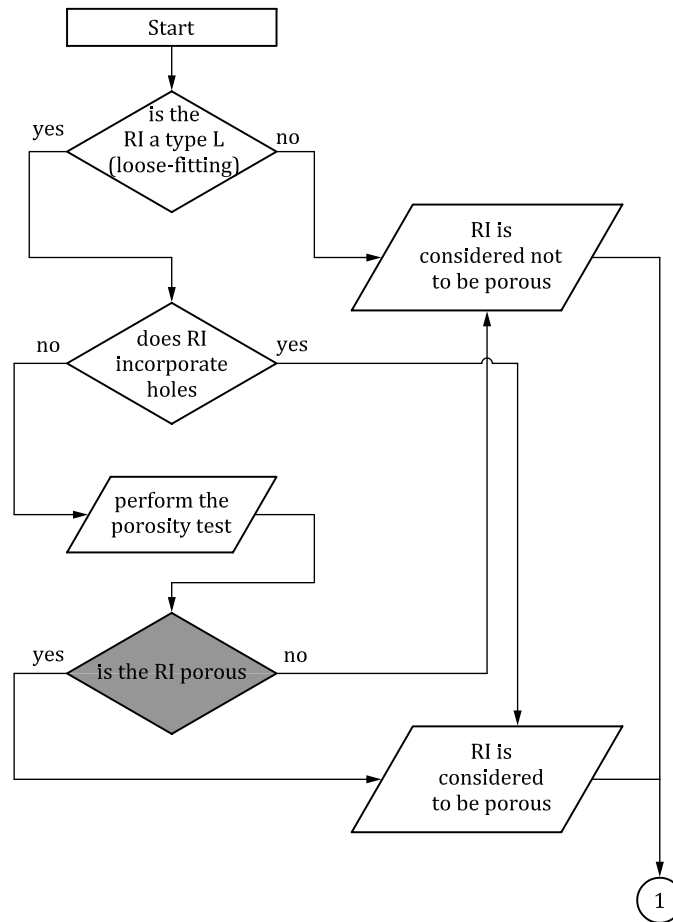 Start
is the
RI a type L
(loose-fitting)
yes
no
RI is
considered not
to be porous
does RI
incorporate
holes
no
yes
perform the
porosity test
is the RI porous
yes
no
RI is
considered
to be porous
1